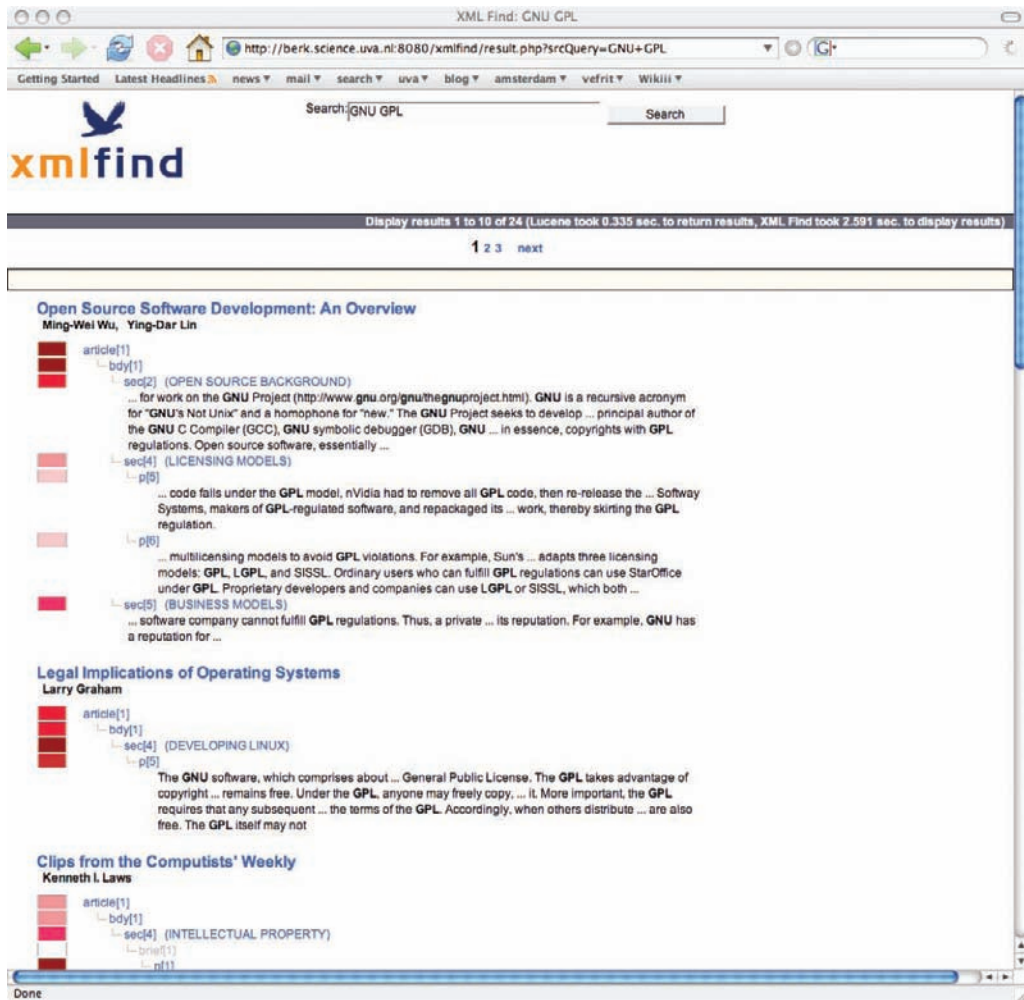 XML Find: GNU GPL
http://berk.science.uva.nl:8080/xmlfind/result.php?srcQuery=GNU+GPL
G
Getting Started Latest Headlines news mail search uva blog amsterdam vefrit Wikiii
Search: GNU GPL Search
xmlfind
Display results 1 to 10 of 24 (Lucene took 0.335 sec. to return results, XML Find took 2.591 sec. to display results)
1 2 3 next
Open Source Software Development: An Overview
Ming-Wei Wu, Ying-Dar Lin
article[1]
bdy[1]
sec[2] (OPEN SOURCE BACKGROUND)
... for work on the GNU Project (http://www.gnu.org/gnu/thegnuproject.html). GNU is a recursive acronym
for "GNU's Not Unix" and a homophone for "new." The GNU Project seeks to develop ... principal author of
the GNU C Compiler (GCC), GNU symbolic debugger (GDB), GNU ... in essence, copyrights with GPL
regulations. Open source software, essentially ...
sec[4] (LICENSING MODELS)
p[5]
... code falls under the GPL model, nVidia had to remove all GPL code, then re-release the ... Softway
Systems, makers of GPL-regulated software, and repackaged its ... work, thereby skirting the GPL
regulation.
p[6]
... multilicensing models to avoid GPL violations. For example, Sun's ... adapts three licensing
models: GPL, LGPL, and SISSL. Ordinary users who can fulfill GPL regulations can use StarOffice
under GPL. Proprietary developers and companies can use LGPL or SISSL, which both ...
sec[5] (BUSINESS MODELS)
... software company cannot fulfill GPL regulations. Thus, a private ... its reputation. For example, GNU has
a reputation for ...
Legal Implications of Operating Systems
Larry Graham
article[1]
bdy[1]
sec[4] (DEVELOPING LINUX)
p[5]
The GNU software, which comprises about ... General Public License. The GPL takes advantage of
copyright ... remains free. Under the GPL, anyone may freely copy, ... it. More important, the GPL
requires that any subsequent ... the terms of the GPL. Accordingly, when others distribute ... are also
free. The GPL itself may not
Clips from the Computists' Weekly
Kenneth I. Laws
article[1]
bdy[1]
sec[4] (INTELLECTUAL PROPERTY)
brief[1]
p[1]
Done